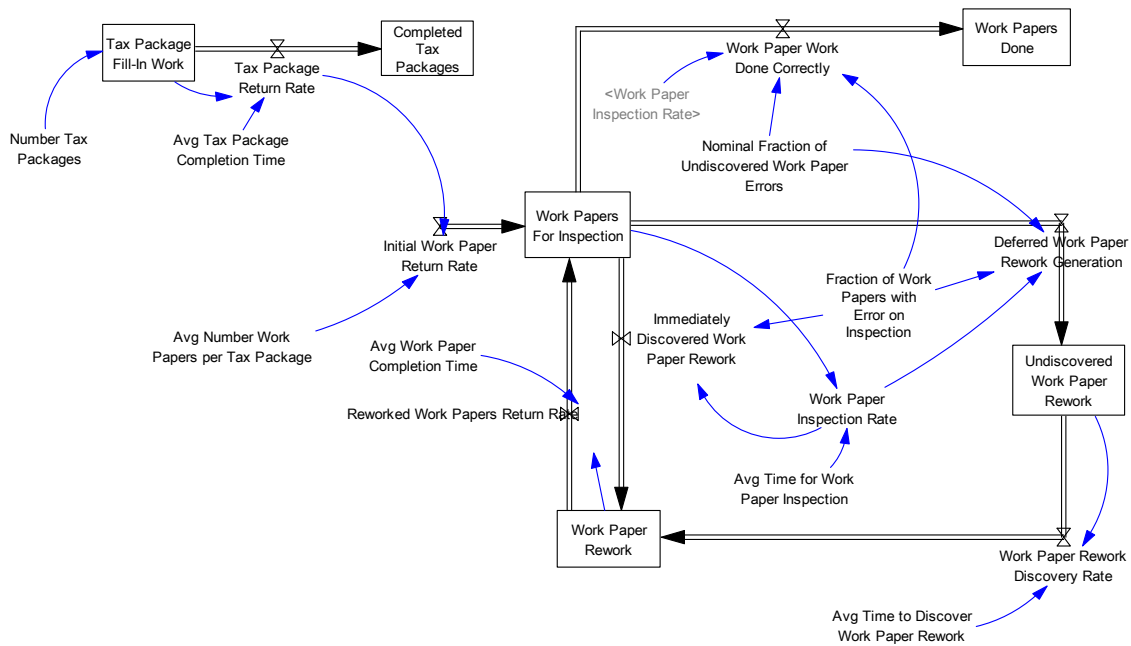 Tax Package
Fill-In Work
Completed
Tax
Packages
Tax Package
Return Rate
Number Tax
Packages
Avg Tax Package
Completion Time
Work Paper Work
Done Correctly
Work Papers
Done
<Work Paper
Inspection Rate>
Nominal Fraction of
Undiscovered Work Paper
Errors
Work Papers
For Inspection
Initial Work Paper
Return Rate
Deferred Work Paper
Rework Generation
Fraction of Work
Papers with
Error on
Inspection
Avg Number Work
Papers per Tax Package
Avg Work Paper
Completion Time
Immediately
Discovered Work
Paper Rework
Undiscovered
Work Paper
Rework
Reworked Work Papers Return Rate
Work Paper
Inspection Rate
Avg Time for Work
Paper Inspection
Work Paper
Rework
Work Paper Rework
Discovery Rate
Avg Time to Discover
Work Paper Rework